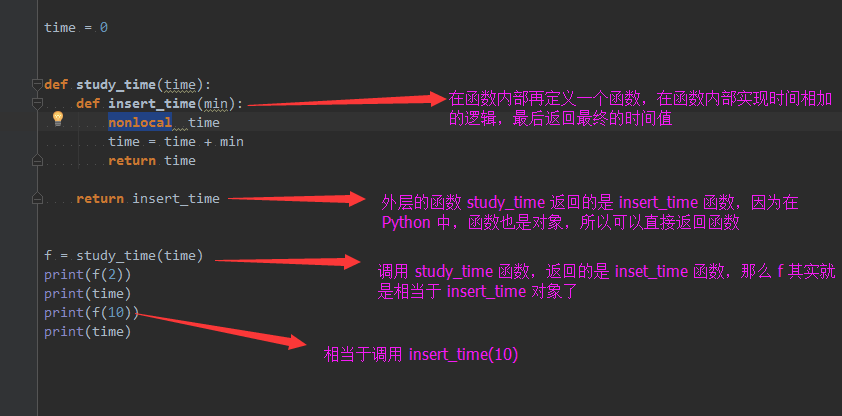 time = 0
def study_time(time):
def insert_time(min):
在函数内部再定义一个函数，在函数内部实现时间相加
nonlocal time
的逻辑，最后返回最终的时间值
time = time + min
return time
return insert_time
外层的函数 study_time 返回的是 insert_time 函数，因为在
Python 中，函数也是对象，所以可以直接返回函数
f = study_time(time)
调用 study_time 函数，返回的是 inset_time 函数，那么 f 其实就
是相当于 insert_time 对象了
print(f(2))
print(time)
print(f(10))
print(time)
相当于调用 insert_time(10)